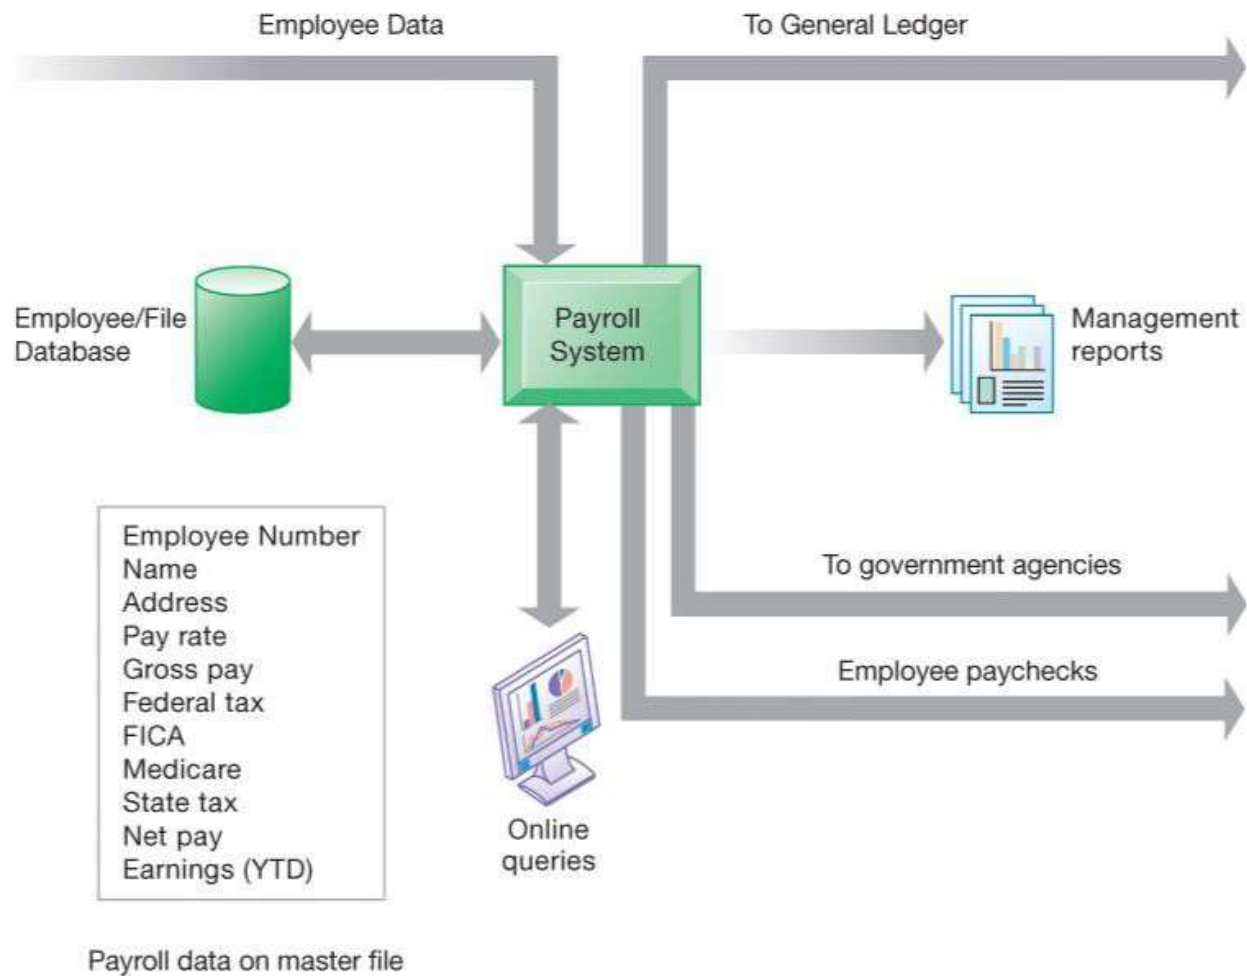 Employee Data
To General Ledger
Employee/File
Database
Payroll
System
Management
reports
Employee Number
Name
Address
Pay rate
Gross pay
Federal tax
FICA
Medicare
State tax
Net pay
Earnings (YTD)
To government agencies
Employee paychecks
Online
queries
Payroll data on master file